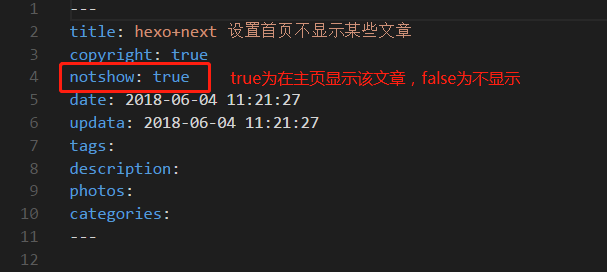 1 ---
2 title: hexo+next 设置首页不显示某些文章
3 copyright: true
4 notshow: true true为在主页显示该文章，false为不显示
5 date: 2018-06-04 11:21:27
6 updata: 2018-06-04 11:21:27
7 tags:
8 description:
9 photos:
10 categories:
11 ---
12